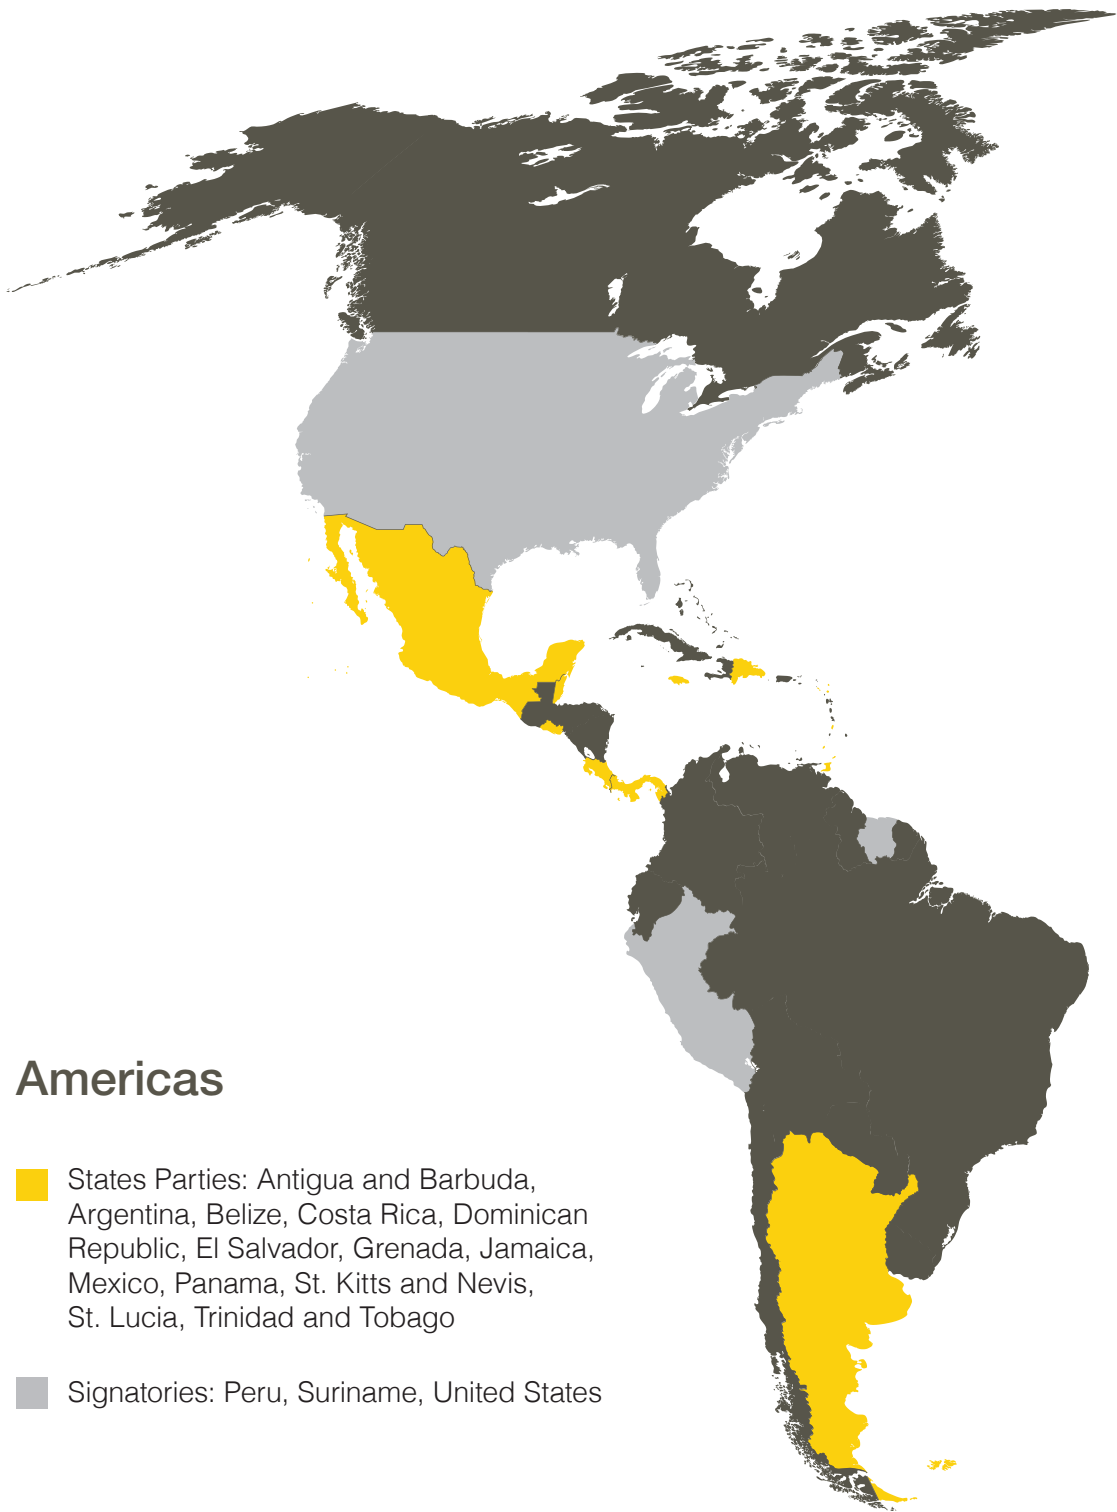 Americas
States Parties: Antigua and Barbuda,
Argentina, Belize, Costa Rica, Dominican
Republic, El Salvador, Grenada, Jamaica,
Mexico, Panama, St. Kitts and Nevis,
St. Lucia, Trinidad and Tobago
Signatories: Peru, Suriname, United States